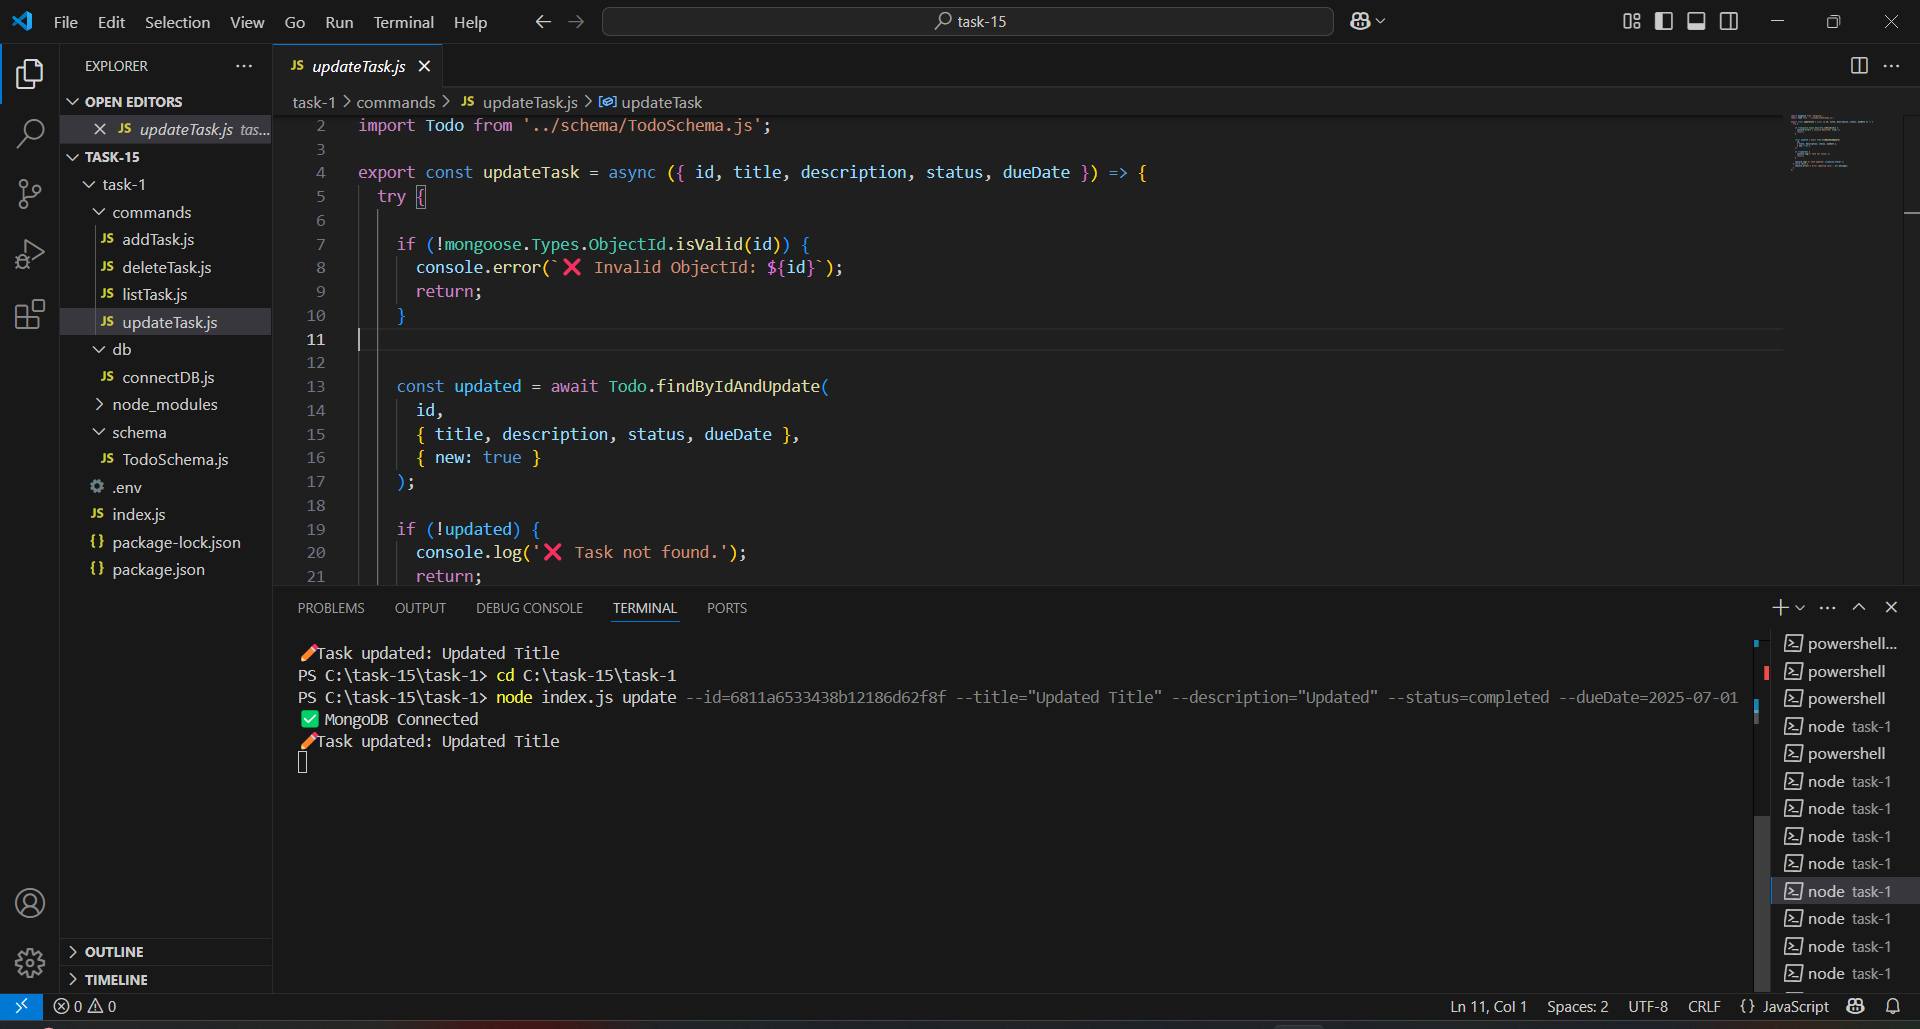 File Edit Selection View Go Run Terminal Help
task-15
EXPLORER
OPEN EDITORS
JS updateTask.js tas...
TASK-15
task-1
commands
JS addTask.js
JS deleteTask.js
JS listTask.js
JS updateTask.js
db
JS connectDB.js
node_modules
schema
JS TodoSchema.js
.env
JS index.js
{} package-lock.json
{} package.json
OUTLINE
TIMELINE
JS updateTask.js
task-1 > commands > JS updateTask.js > updateTask
2 import Todo from '../schema/TodoSchema.js';
3
4 export const updateTask = async ({ id, title, description, status, dueDate }) => {
5 try {
6
7 if (!mongoose.Types.ObjectId.isValid(id)) {
8 console.error(`❌ Invalid ObjectId: ${id}`);
9 return;
10 }
11
12
13 const updated = await Todo.findByIdAndUpdate(
14 id,
15 { title, description, status, dueDate },
16 { new: true }
17 );
18
19 if (!updated) {
20 console.log('❌ Task not found.');
21 return;
PROBLEMS OUTPUT DEBUG CONSOLE TERMINAL PORTS
Task updated: Updated Title
PS C:\task-15\task-1> cd C:\task-15\task-1
PS C:\task-15\task-1> node index.js update --id=6811a6533438b12186d62f8f --title="Updated Title" --description="Updated" --status=completed --dueDate=2025-07-01
✅ MongoDB Connected
Task updated: Updated Title
powershell...
powershell
powershell
node task-1
powershell
node task-1
node task-1
node task-1
node task-1
node task-1
node task-1
node task-1
node task-1
0 0
Ln 11, Col 1 Spaces: 2 UTF-8 CRLF {} JavaScript